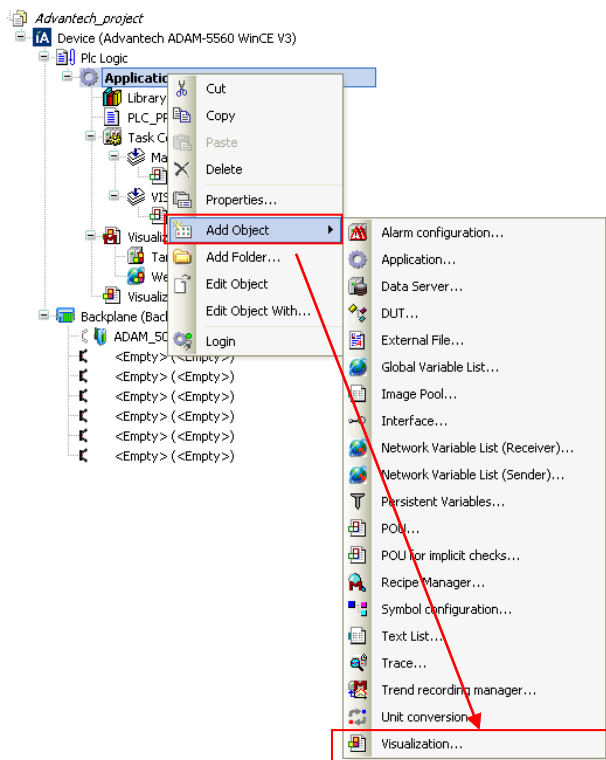 Advantech_project
Device (Advantech ADAM-5560 WinCE V3)
Plc Logic
Applicatio
Library
PLC_PR
Task Co
Ma
VIS
Visualiz
Tar
We
Visualiz
Backplane (Back
ADAM_50
<Empty> (<Empty>)
<Empty> (<Empty>)
<Empty> (<Empty>)
<Empty> (<Empty>)
<Empty> (<Empty>)
Cut
Copy
Paste
Delete
Properties...
Add Object
Add Folder...
Edit Object
Edit Object With...
Login
Alarm configuration...
Application...
Data Server...
DUT...
External File...
Global Variable List...
Image Pool...
Interface...
Network Variable List (Receiver)...
Network Variable List (Sender)...
Persistent Variables...
POU...
POU for implicit checks...
Recipe Manager...
Symbol configuration...
Text List...
Trace...
Trend recording manager...
Unit conversion
Visualization...